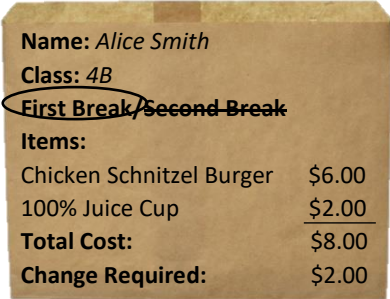 Name: Alice Smith
Class: 4B
First Break/Second Break
Items:
Chicken Schnitzel Burger $6.00
100% Juice Cup $2.00
Total Cost: $8.00
Change Required: $2.00